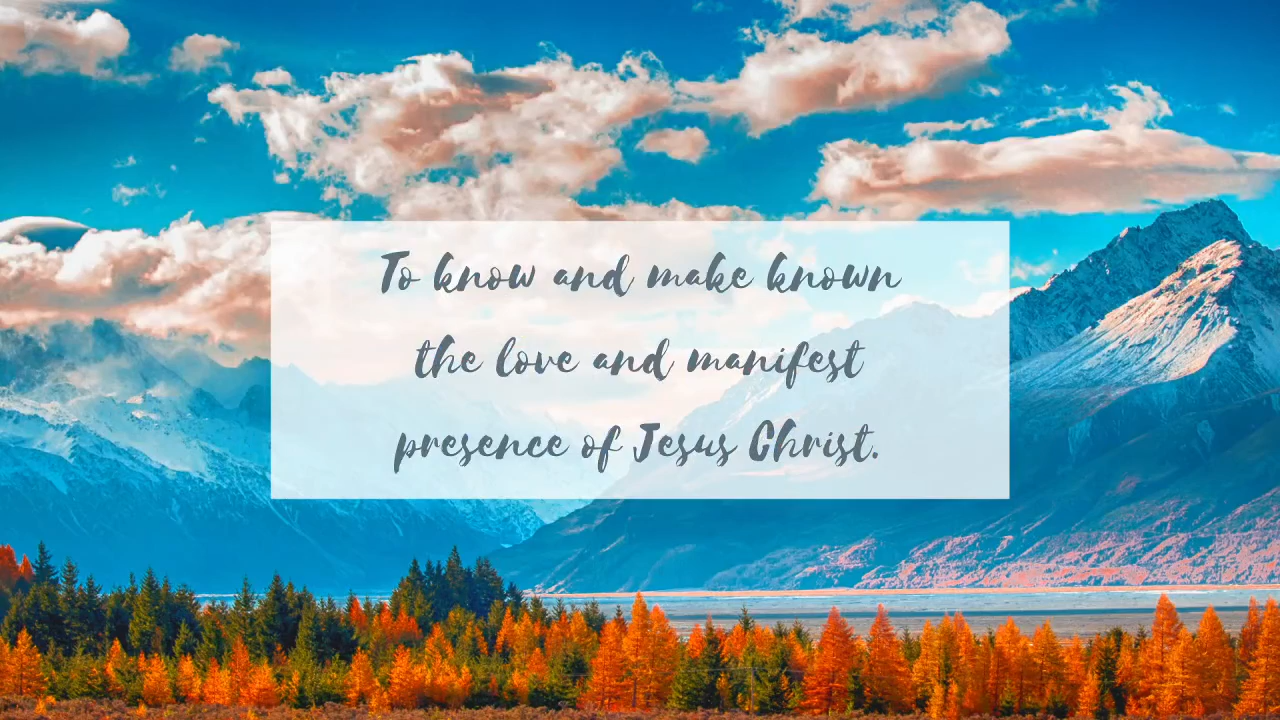 To know and make known
the love and manifest
presence of Jesus Christ.